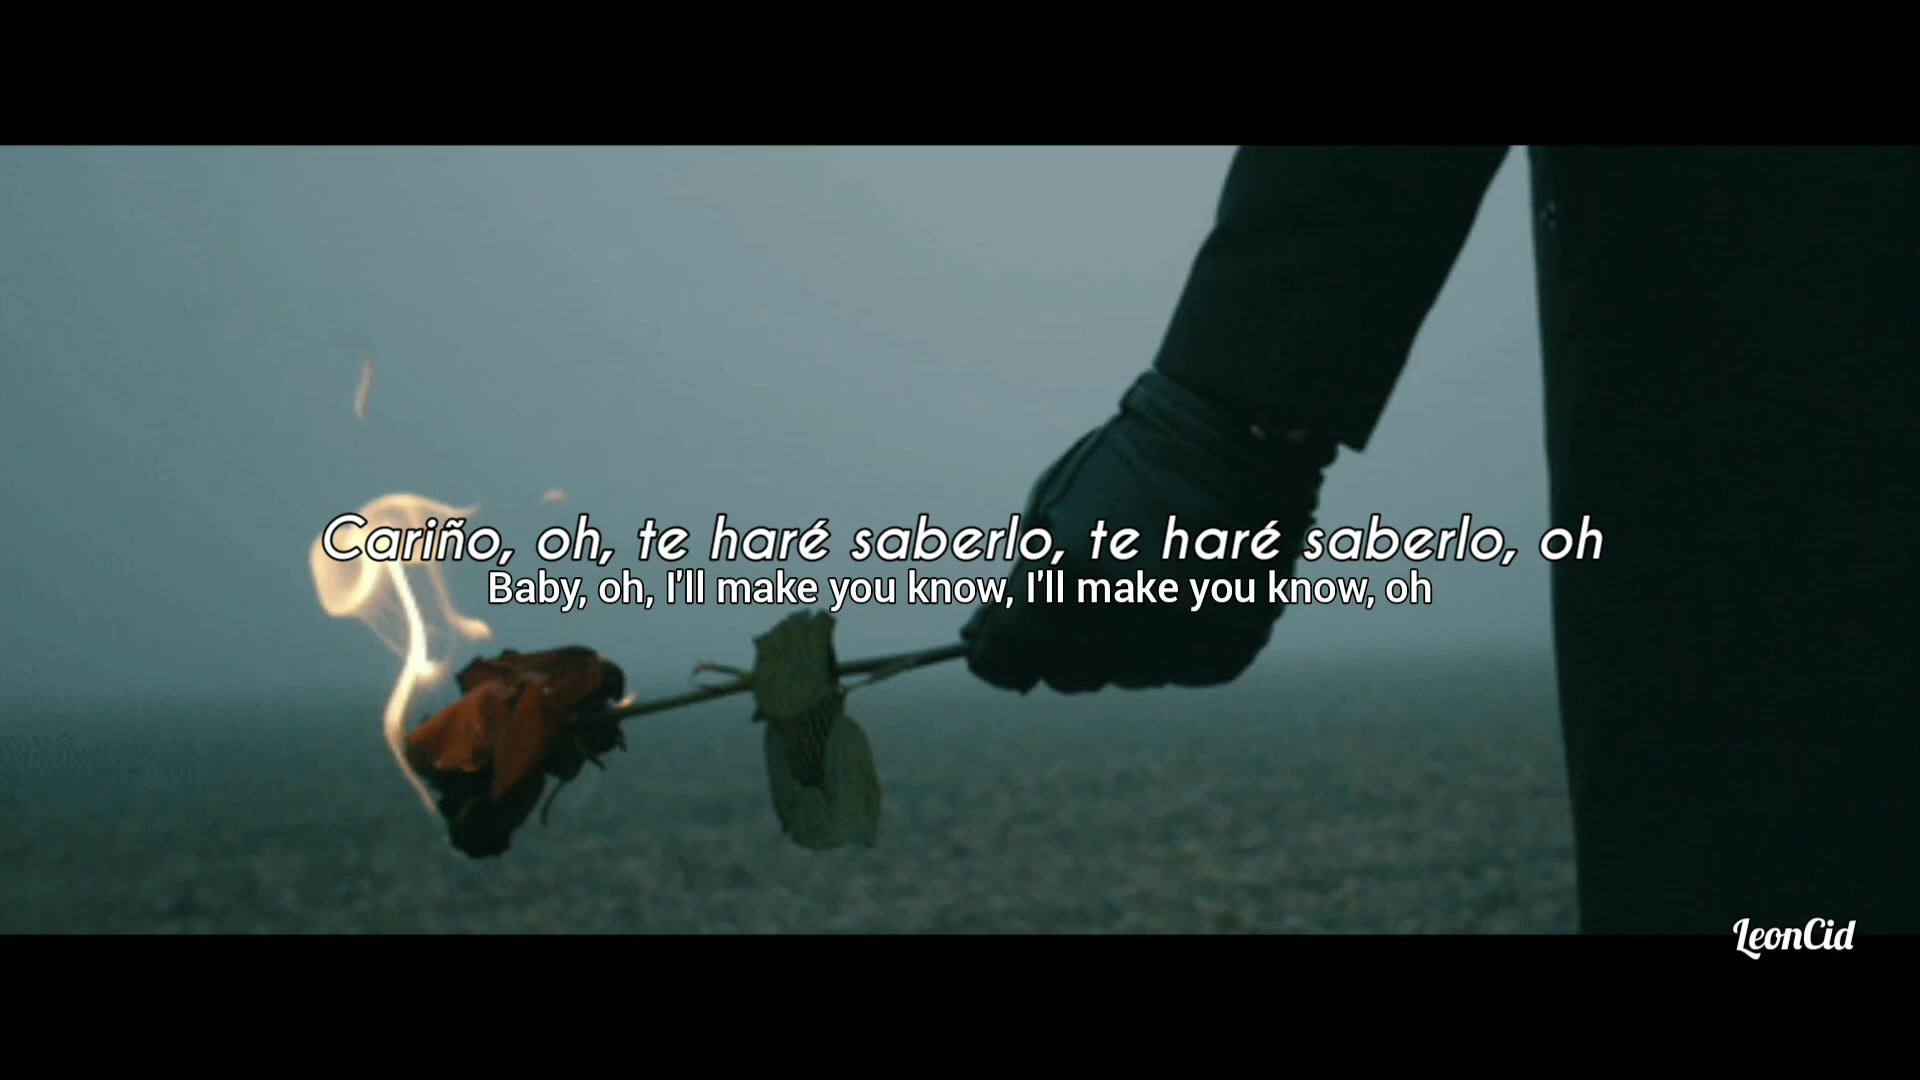 Cariño, oh, te haré saberlo, te haré saberlo, oh
Baby, oh, I'll make you know, I'll make you know, oh
LeonCid